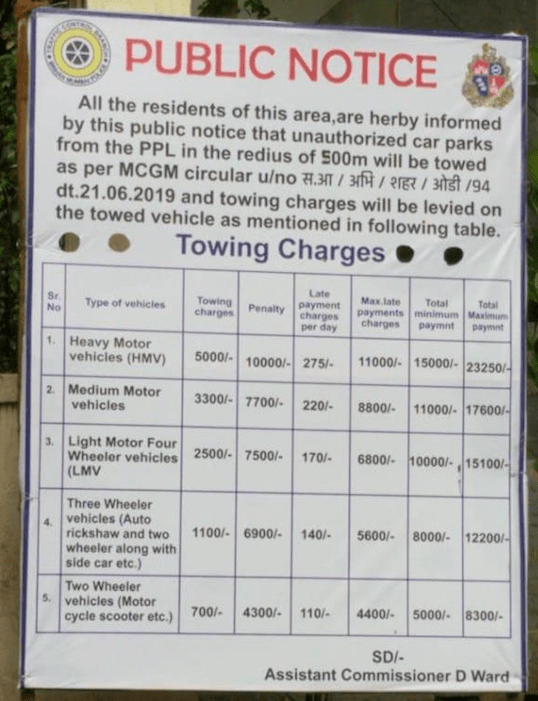 PUBLIC NOTICE
All the residents of this area,are herby informed
by this public notice that unauthorized car parks
from the PPL in the redius of 500m will be towed
as per MCGM circular u/no स.आ / अभि / शहर / ओडी /94
dt.21.06.2019 and towing charges will be levied on
the towed vehicle as mentioned in following table.
Towing Charges
Sr. No Type of vehicles Towing charges Penalty Late payment charges per day Max.late payments charges Total minimum paymnt Total Maximum paymnt
1. Heavy Motor vehicles (HMV) 5000/- 10000/- 275/- 11000/- 15000/- 23250/-
2. Medium Motor vehicles 3300/- 7700/- 220/- 8800/- 11000/- 17600/-
3. Light Motor Four Wheeler vehicles (LMV 2500/- 7500/- 170/- 6800/- 10000/- 15100/-
4. Three Wheeler vehicles (Auto rickshaw and two wheeler along with side car etc.) 1100/- 6900/- 140/- 5600/- 8000/- 12200/-
5. Two Wheeler vehicles (Motor cycle scooter etc.) 700/- 4300/- 110/- 4400/- 5000/- 8300/-
SD/-
Assistant Commissioner D Ward